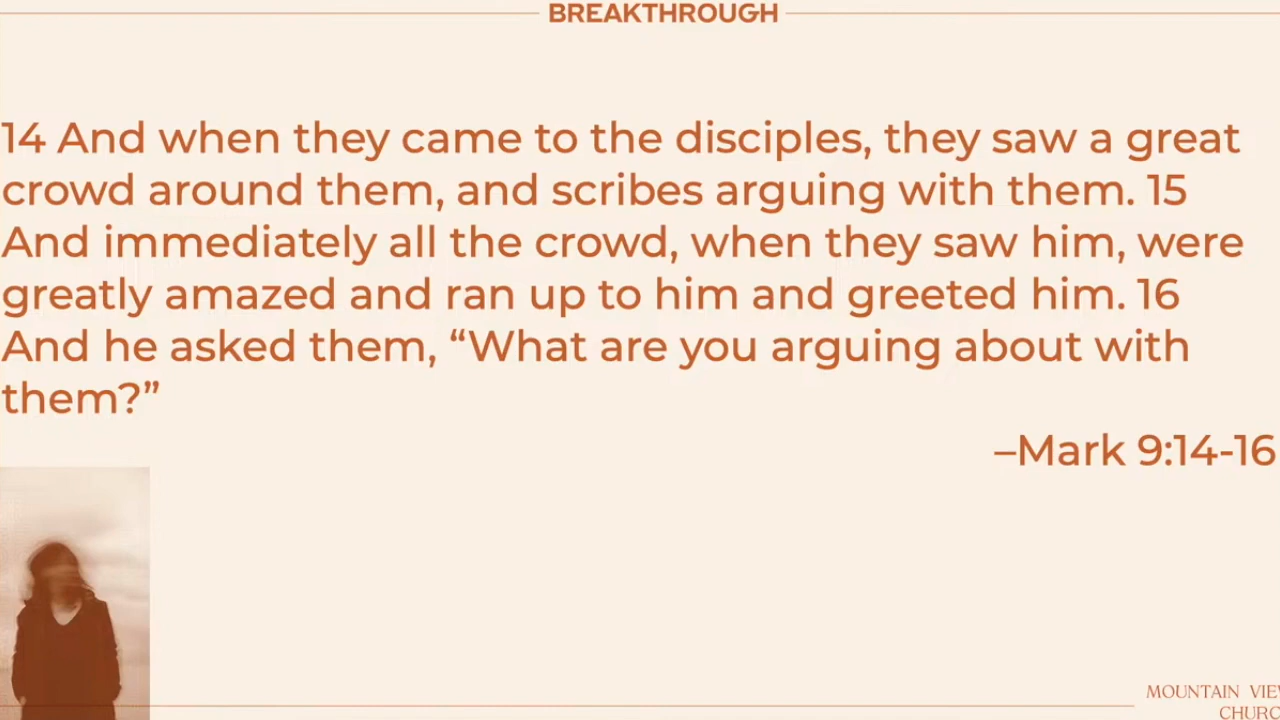 BREAKTHROUGH
14 And when they came to the disciples, they saw a great
crowd around them, and scribes arguing with them. 15
And immediately all the crowd, when they saw him, were
greatly amazed and ran up to him and greeted him. 16
And he asked them, “What are you arguing about with
them?”
–Mark 9:14-16
MOUNTAIN VIEW
CHURC